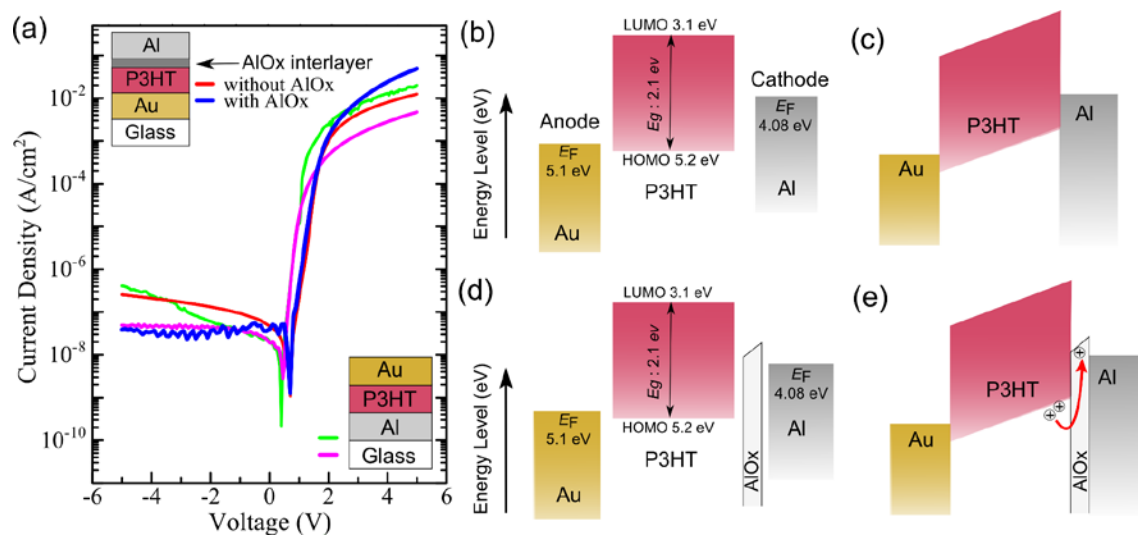 (a)
Al
AlOx interlayer
P3HT
without AlOx
Au
with AlOx
Glass
Current Density (A/cm²)
10⁻²
10⁻⁴
10⁻⁶
10⁻⁸
10⁻¹⁰
Au
P3HT
Al
Glass
−6 −4 −2 0 2 4 6
Voltage (V)
(b)
Energy Level (eV)
LUMO 3.1 eV
Eg : 2.1 ev
Cathode
Anode
EF
4.08 eV
EF
5.1 eV
HOMO 5.2 eV
P3HT
Al
Au
(c)
P3HT
Al
Au
(d)
Energy Level (eV)
LUMO 3.1 eV
Eg : 2.1 ev
EF
4.08 eV
EF
5.1 eV
HOMO 5.2 eV
Al
P3HT
AlOx
Au
(e)
+
Al
P3HT
+ +
Au
AlOx